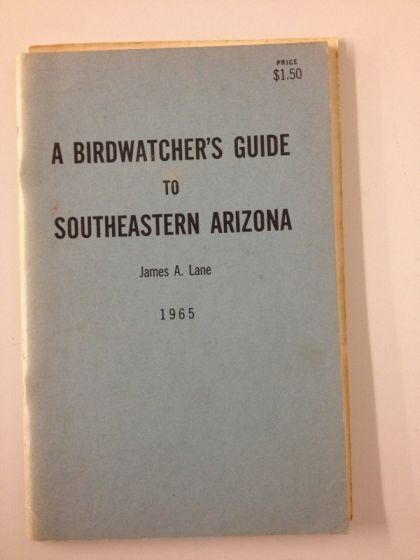 PRICE
$1.50
A BIRDWATCHER'S GUIDE
TO
SOUTHEASTERN ARIZONA
James A. Lane
1965